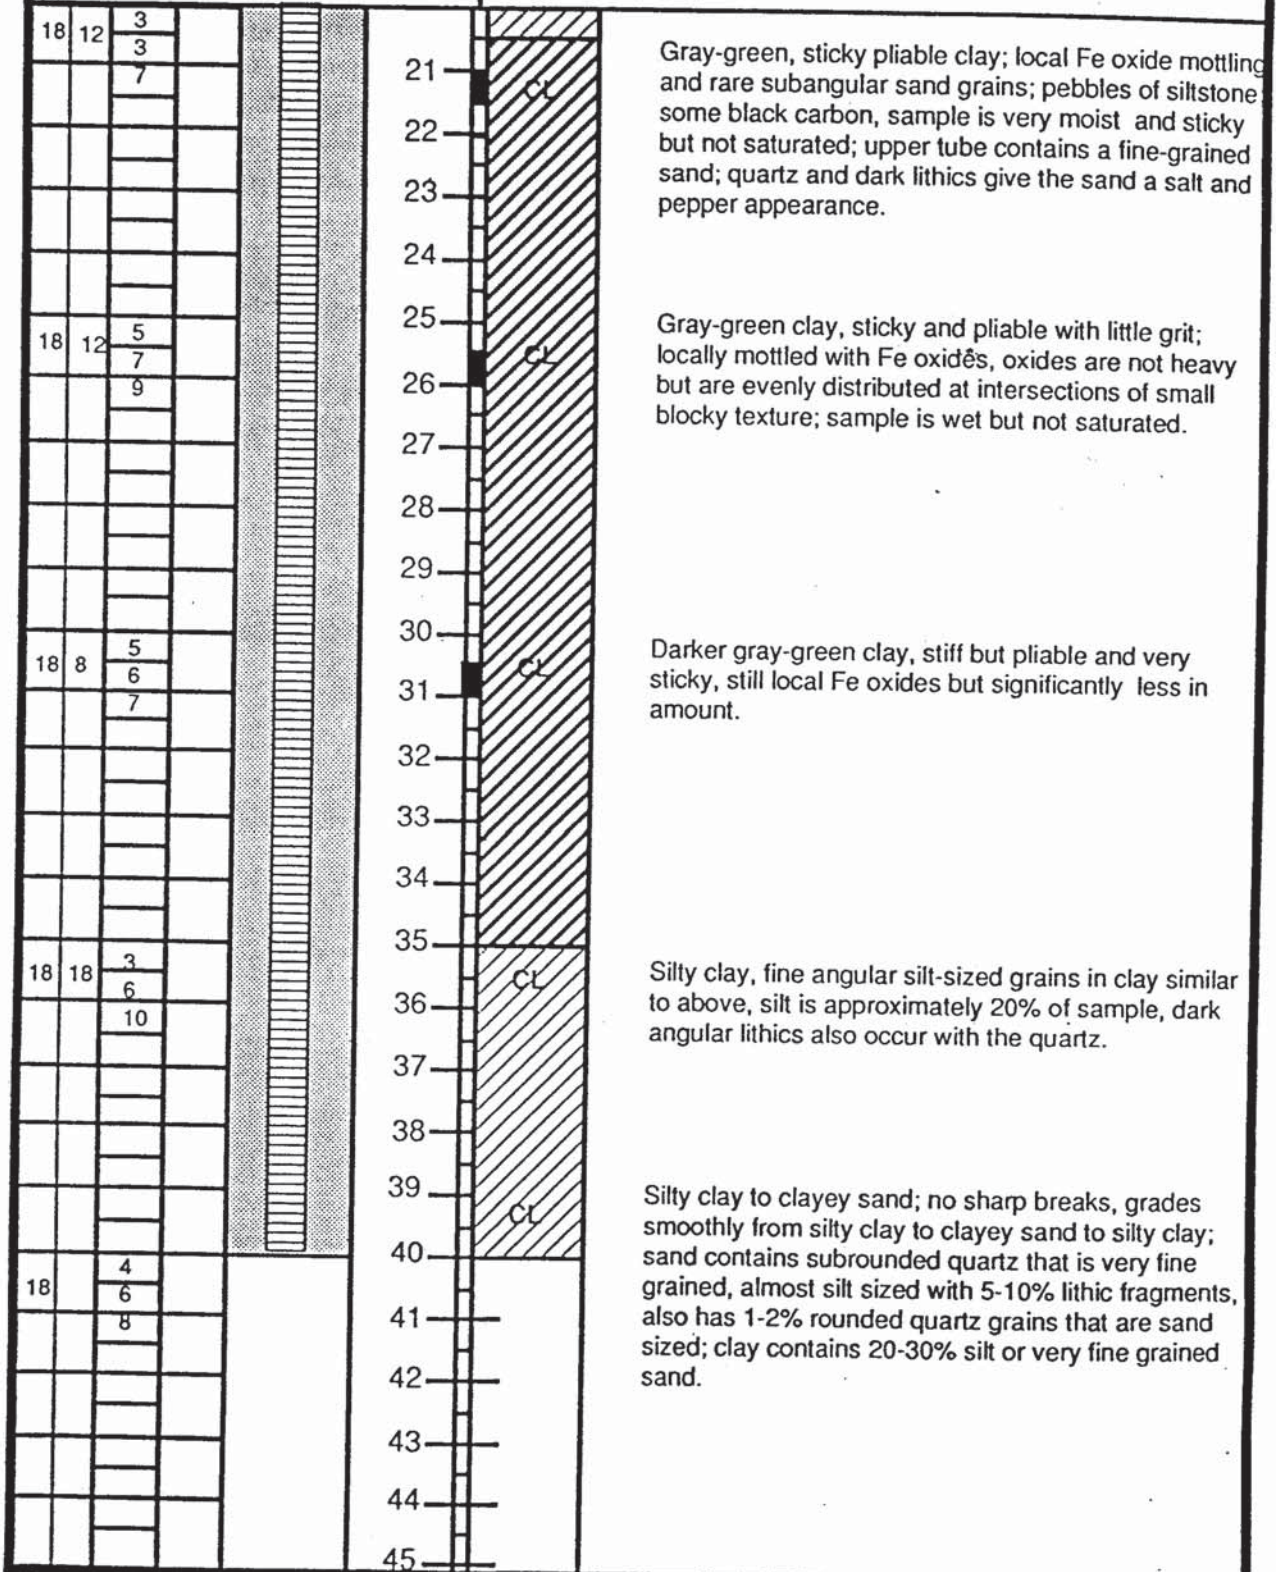 18 12 3
3
7
21
CL
22
23
24
25
18 12 5
7
9
CL
26
27
28
29
30
18 8 5
6
7
CL
31
32
33
34
35
18 18 3
6
10
CL
36
37
38
39
CL
40
18 4
6
8
41
42
43
44
45
Gray-green, sticky pliable clay; local Fe oxide mottling
and rare subangular sand grains; pebbles of siltstone
some black carbon, sample is very moist and sticky
but not saturated; upper tube contains a fine-grained
sand; quartz and dark lithics give the sand a salt and
pepper appearance.
Gray-green clay, sticky and pliable with little grit;
locally mottled with Fe oxides, oxides are not heavy
but are evenly distributed at intersections of small
blocky texture; sample is wet but not saturated.
Darker gray-green clay, stiff but pliable and very
sticky, still local Fe oxides but significantly less in
amount.
Silty clay, fine angular silt-sized grains in clay similar
to above, silt is approximately 20% of sample, dark
angular lithics also occur with the quartz.
Silty clay to clayey sand; no sharp breaks, grades
smoothly from silty clay to clayey sand to silty clay;
sand contains subrounded quartz that is very fine
grained, almost silt sized with 5-10% lithic fragments,
also has 1-2% rounded quartz grains that are sand
sized; clay contains 20-30% silt or very fine grained
sand.